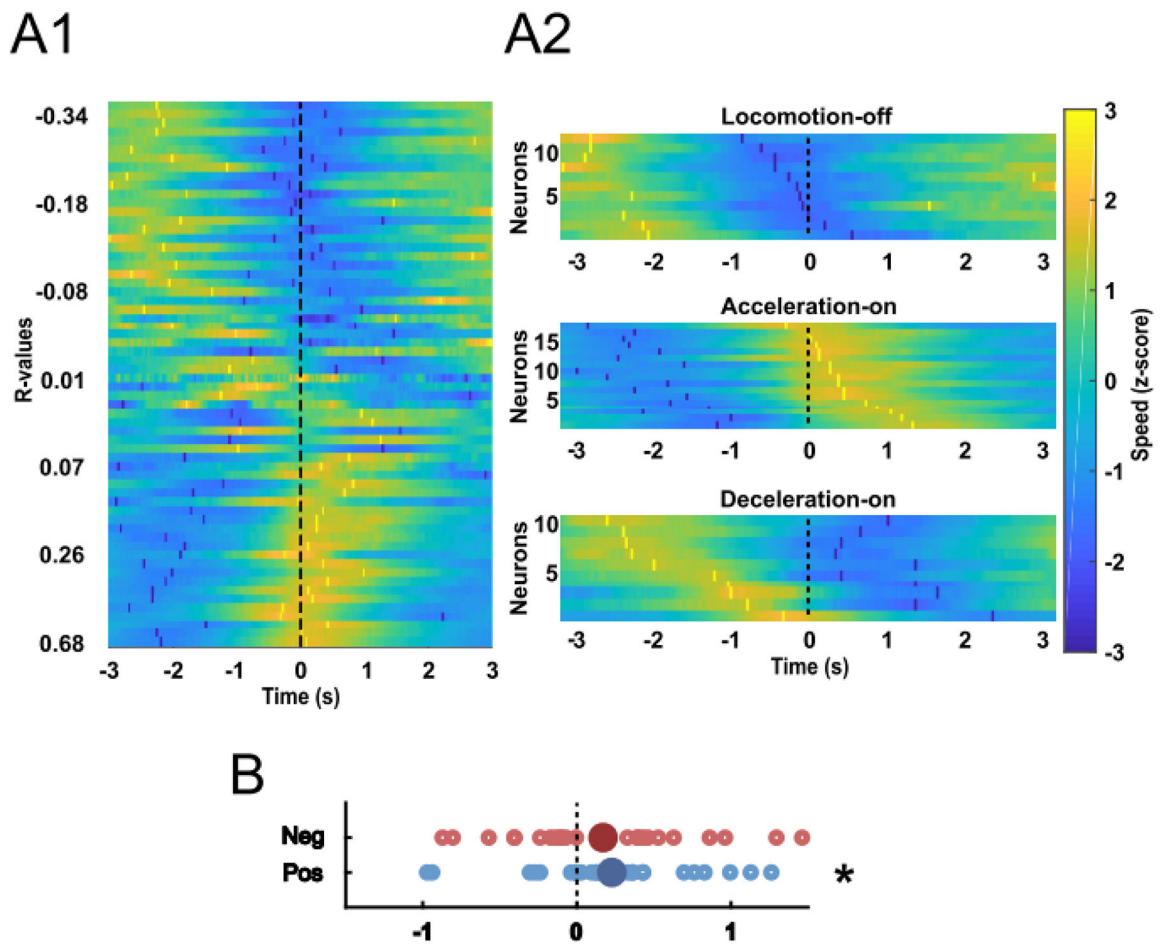 A1
A2
-0.34
-0.18
-0.08
0.01
0.07
0.26
0.68
R-values
-3 -2 -1 0 1 2 3
Time (s)
Locomotion-off
Neurons
10
5
-3 -2 -1 0 1 2 3
Acceleration-on
Neurons
15
10
5
-3 -2 -1 0 1 2 3
Deceleration-on
Neurons
10
5
-3 -2 -1 0 1 2 3
Time (s)
3
2
1
0
-1
-2
-3
Speed (z-score)
B
Neg
Pos
*
-1 0 1